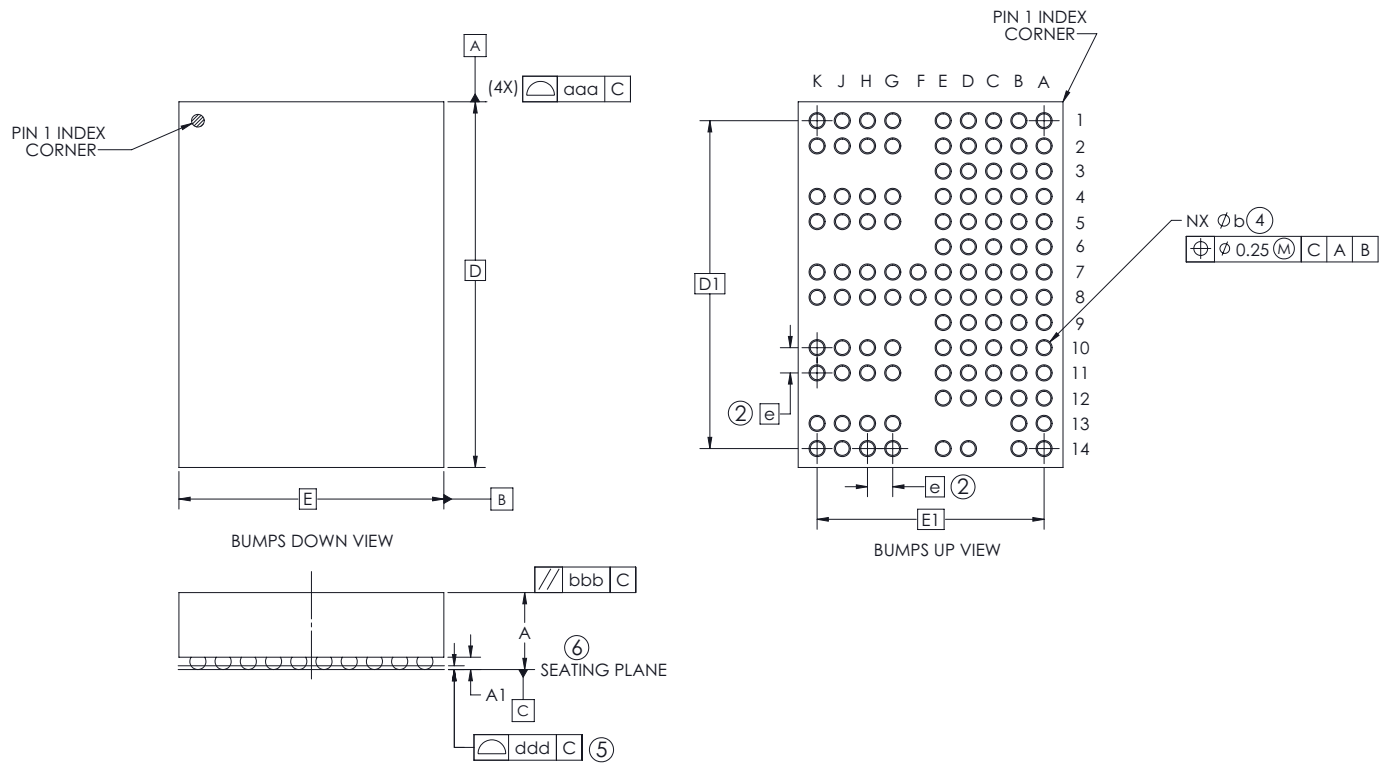 A
(4X) aaa C
PIN 1 INDEX
CORNER
D
E
B
BUMPS DOWN VIEW
// bbb C
A
6
SEATING PLANE
A1
C
ddd C 5
PIN 1 INDEX
CORNER
K J H G F E D C B A
1
2
3
4
5
6
7
8
9
10
11
12
13
14
D1
NX Øb 4
⌖ Ø 0.25 Ⓜ C A B
2 e
e 2
E1
BUMPS UP VIEW